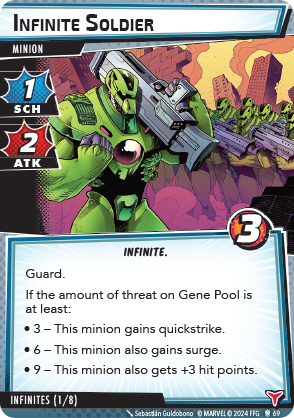 Infinite Soldier
MINION
1
SCH
2
ATK
3
INFINITE.
Guard.
If the amount of threat on Gene Pool is
at least:
• 3 – This minion gains quickstrike.
• 6 – This minion also gains surge.
• 9 – This minion also gets +3 hit points.
INFINITES (1/8)
Sebastián Guidobono © MARVEL © 2024 FFG 69